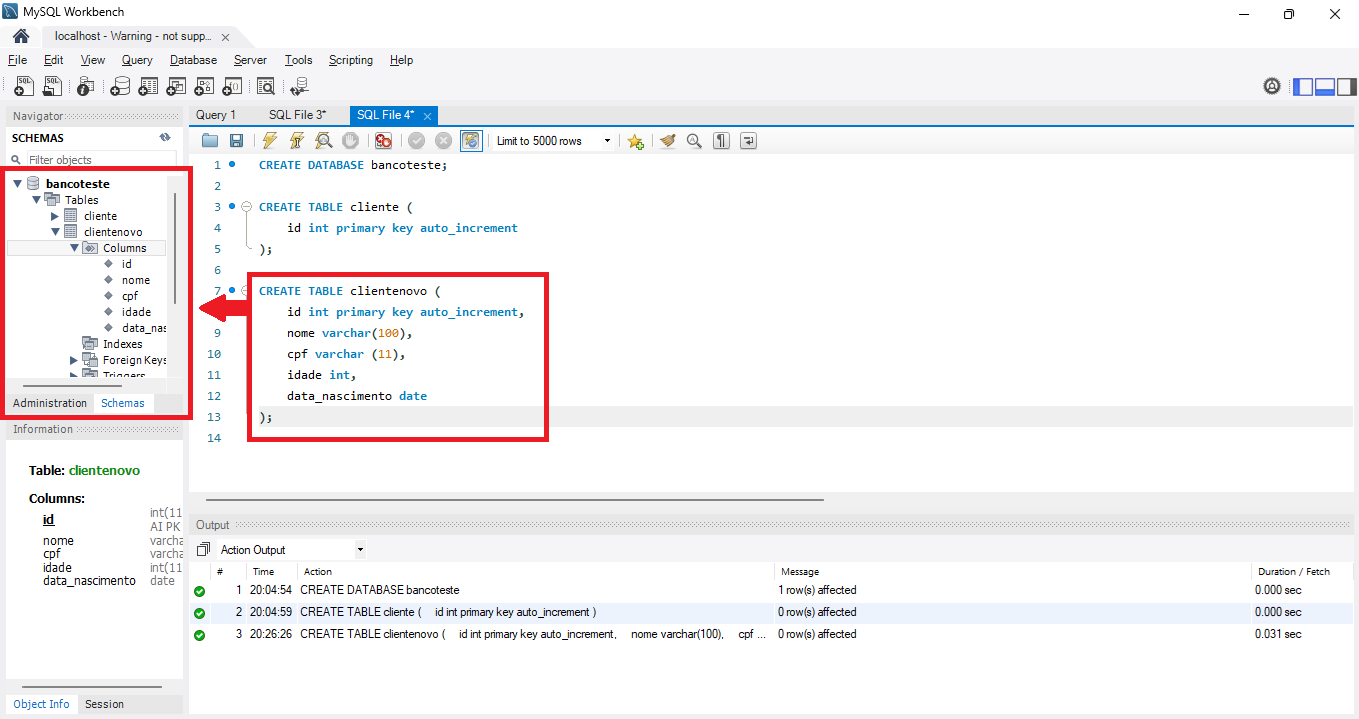 MySQL Workbench
localhost - Warning - not supp...
File Edit View Query Database Server Tools Scripting Help
Navigator
SCHEMAS
Filter objects
bancoteste
Tables
cliente
clientenovo
Columns
id
nome
cpf
idade
data_nas
Indexes
Foreign Keys
Triggers
Administration Schemas
Information
Table: clientenovo
Columns:
id int(11 AI PK
nome varcha
cpf varcha
idade int(11
data_nascimento date
Object Info Session
Query 1 SQL File 3* SQL File 4*
Limit to 5000 rows
1 CREATE DATABASE bancoteste;
2
3 CREATE TABLE cliente (
4 id int primary key auto_increment
5 );
6
7 CREATE TABLE clientenovo (
id int primary key auto_increment,
9 nome varchar(100),
10 cpf varchar (11),
11 idade int,
12 data_nascimento date
13 );
14
Output
Action Output
# Time Action Message Duration / Fetch
1 20:04:54 CREATE DATABASE bancoteste 1 row(s) affected 0.000 sec
2 20:04:59 CREATE TABLE cliente ( id int primary key auto_increment ) 0 row(s) affected 0.000 sec
3 20:26:26 CREATE TABLE clientenovo ( id int primary key auto_increment, nome varchar(100), cpf ... 0 row(s) affected 0.031 sec